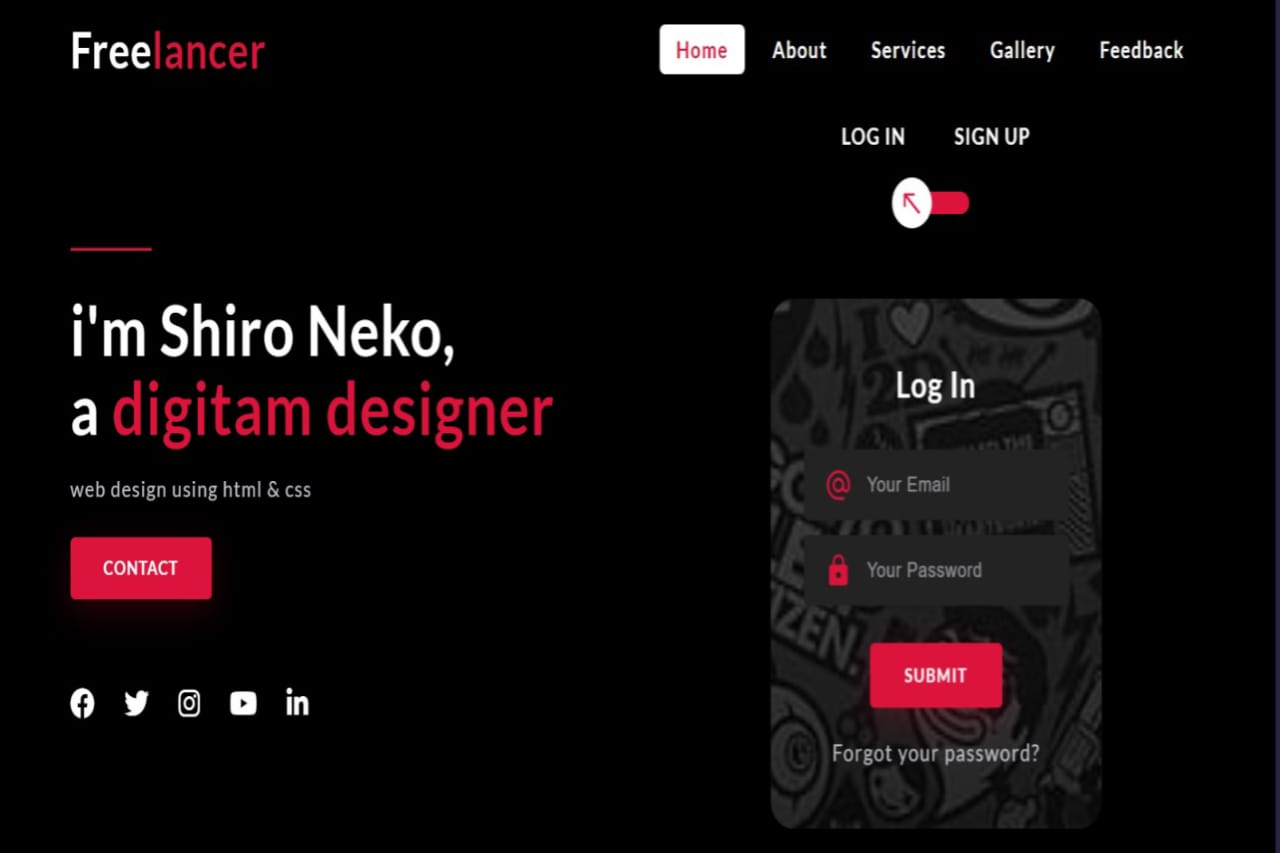 Freelancer
Home About Services Gallery Feedback
LOG IN SIGN UP
i'm Shiro Neko,
a digitam designer
web design using html & css
CONTACT
Log In
Your Email
Your Password
SUBMIT
Forgot your password?